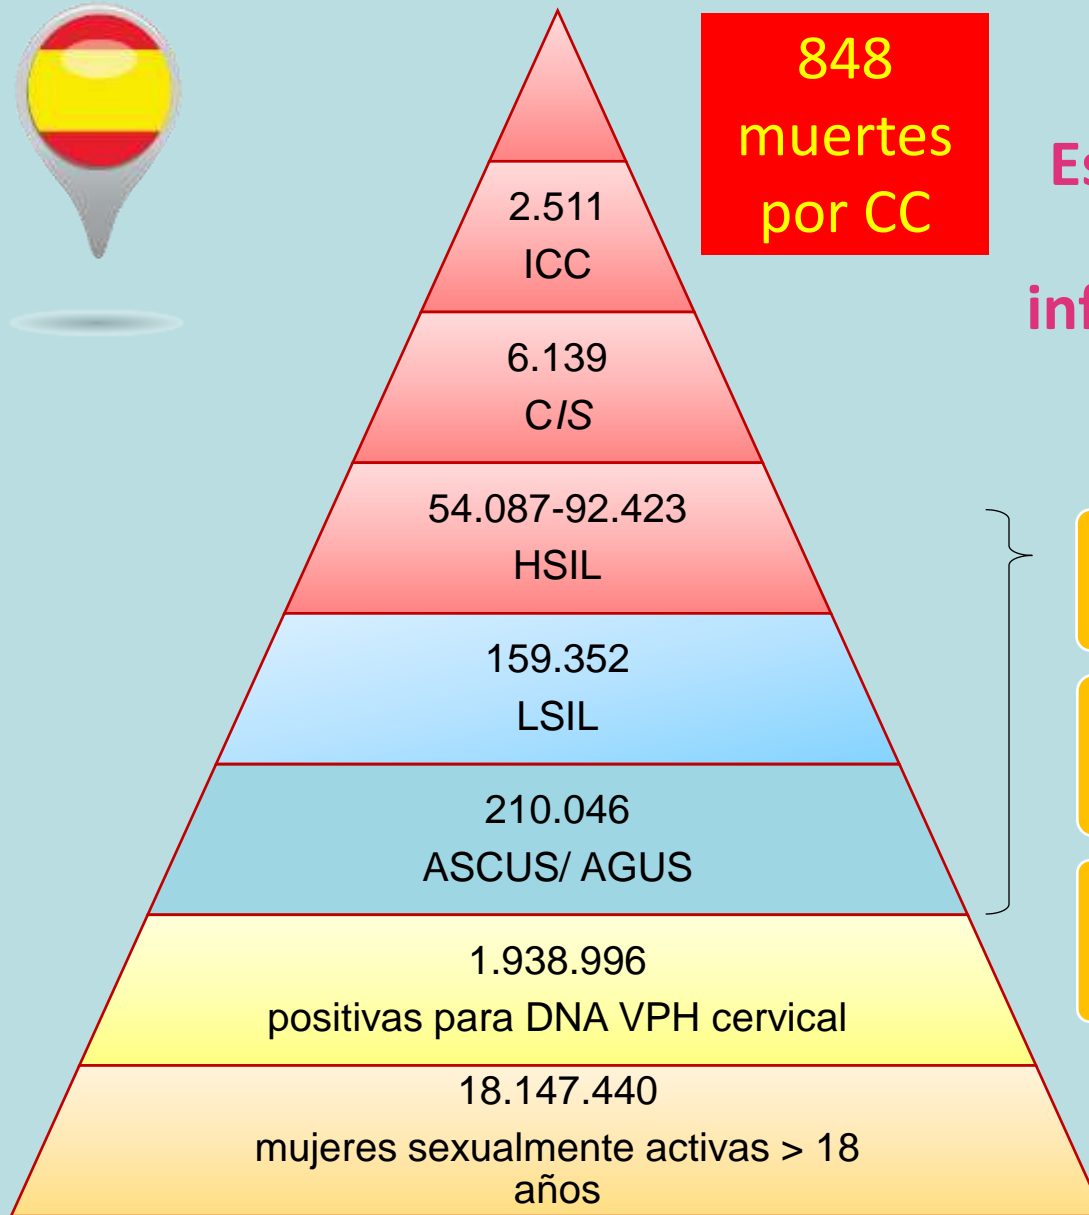 848
muertes
por CC
2.511
ICC
6.139
CIS
54.087-92.423
HSIL
159.352
LSIL
210.046
ASCUS/ AGUS
1.938.996
positivas para DNA VPH cervical
18.147.440
mujeres sexualmente activas > 18
años